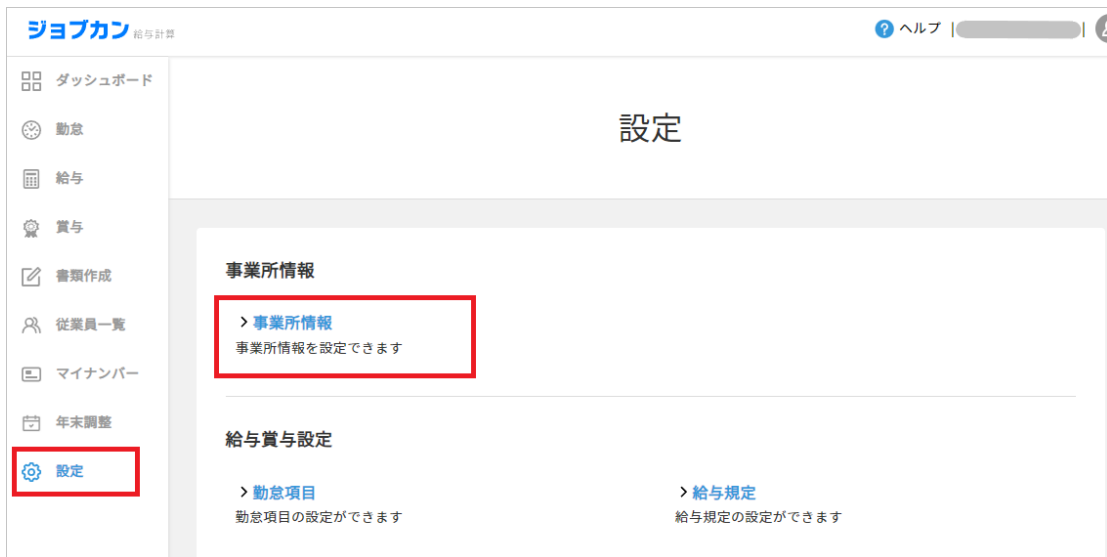 ジョブカン 給与計算
? ヘルプ | |
ダッシュボード
勤怠
給与
賞与
書類作成
従業員一覧
マイナンバー
年末調整
設定
設定
事業所情報
事業所情報
事業所情報を設定できます
給与賞与設定
勤怠項目
勤怠項目の設定ができます
給与規定
給与規定の設定ができます